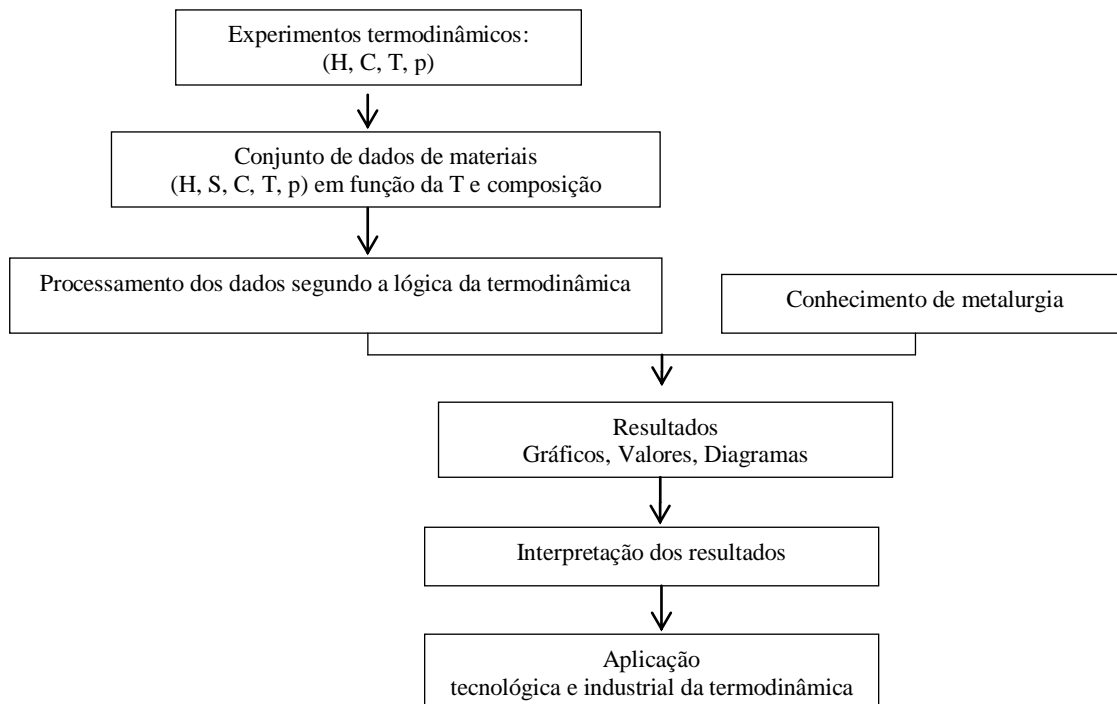 Experimentos termodinâmicos:
(H, C, T, p)
Conjunto de dados de materiais
(H, S, C, T, p) em função da T e composição
Processamento dos dados segundo a lógica da termodinâmica
Conhecimento de metalurgia
Resultados
Gráficos, Valores, Diagramas
Interpretação dos resultados
Aplicação
tecnológica e industrial da termodinâmica